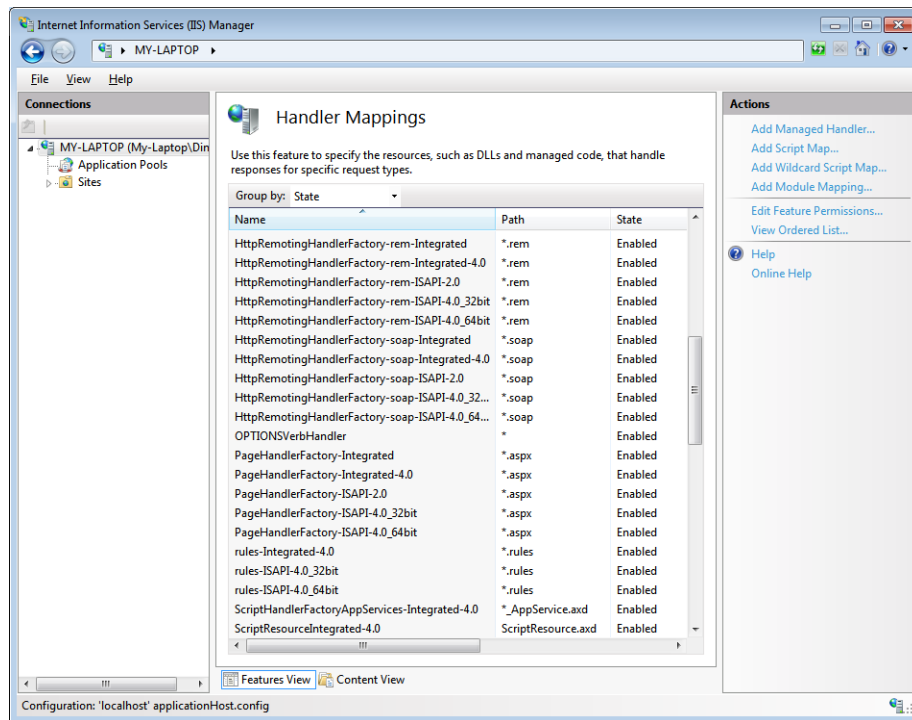 Internet Information Services (IIS) Manager
MY-LAPTOP
File View Help
Connections
MY-LAPTOP (My-Laptop\Din
Application Pools
Sites
Handler Mappings
Use this feature to specify the resources, such as DLLs and managed code, that handle
responses for specific request types.
Group by: State
Name Path State
HttpRemotingHandlerFactory-rem-Integrated *.rem Enabled
HttpRemotingHandlerFactory-rem-Integrated-4.0 *.rem Enabled
HttpRemotingHandlerFactory-rem-ISAPI-2.0 *.rem Enabled
HttpRemotingHandlerFactory-rem-ISAPI-4.0_32bit *.rem Enabled
HttpRemotingHandlerFactory-rem-ISAPI-4.0_64bit *.rem Enabled
HttpRemotingHandlerFactory-soap-Integrated *.soap Enabled
HttpRemotingHandlerFactory-soap-Integrated-4.0 *.soap Enabled
HttpRemotingHandlerFactory-soap-ISAPI-2.0 *.soap Enabled
HttpRemotingHandlerFactory-soap-ISAPI-4.0_32... *.soap Enabled
HttpRemotingHandlerFactory-soap-ISAPI-4.0_64... *.soap Enabled
OPTIONSVerbHandler * Enabled
PageHandlerFactory-Integrated *.aspx Enabled
PageHandlerFactory-Integrated-4.0 *.aspx Enabled
PageHandlerFactory-ISAPI-2.0 *.aspx Enabled
PageHandlerFactory-ISAPI-4.0_32bit *.aspx Enabled
PageHandlerFactory-ISAPI-4.0_64bit *.aspx Enabled
rules-Integrated-4.0 *.rules Enabled
rules-ISAPI-4.0_32bit *.rules Enabled
rules-ISAPI-4.0_64bit *.rules Enabled
ScriptHandlerFactoryAppServices-Integrated-4.0 *_AppService.axd Enabled
ScriptResourceIntegrated-4.0 ScriptResource.axd Enabled
Features View Content View
Actions
Add Managed Handler...
Add Script Map...
Add Wildcard Script Map...
Add Module Mapping...
Edit Feature Permissions...
View Ordered List...
Help
Online Help
Configuration: 'localhost' applicationHost.config